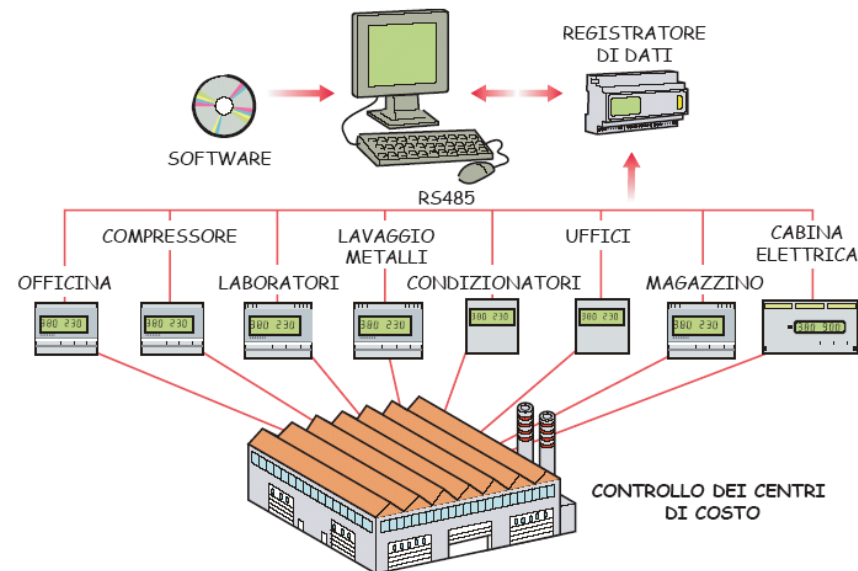 REGISTRATORE
DI DATI
SOFTWARE
RS485
COMPRESSORE
LAVAGGIO
METALLI
UFFICI
CABINA
ELETTRICA
OFFICINA
LABORATORI
CONDIZIONATORI
MAGAZZINO
380 230
380 230
380 230
380 230
380 230
380 230
380 230
380 900
CONTROLLO DEI CENTRI
DI COSTO